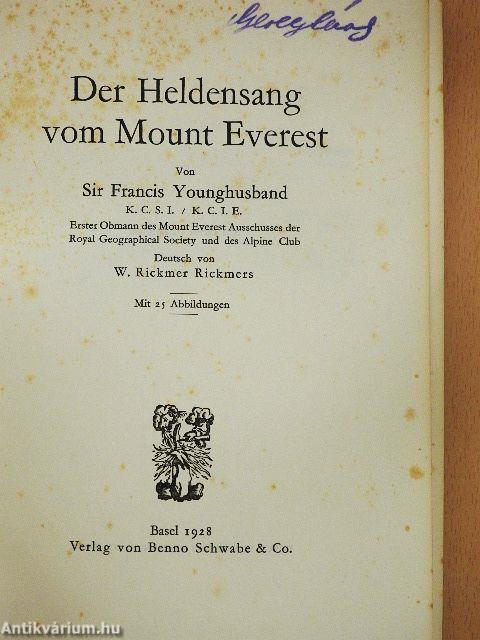 Der Heldensang
vom Mount Everest
Von
Sir Francis Younghusband
K. C. S. I. / K. C. I. E.
Erster Obmann des Mount Everest Ausschusses der
Royal Geographical Society und des Alpine Club
Deutsch von
W. Rickmer Rickmers
Mit 25 Abbildungen
Basel 1928
Verlag von Benno Schwabe & Co.
Antikvárium.hu